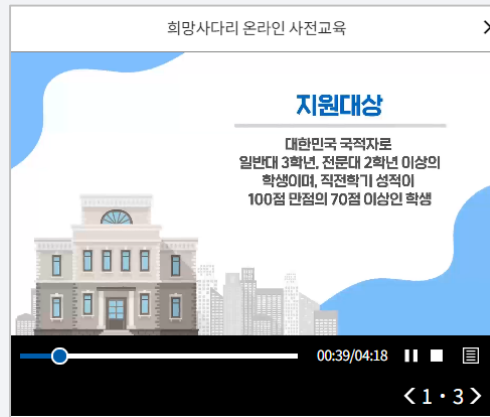 희망사다리 온라인 사전교육
지원대상
대한민국 국적자로
일반대 3학년, 전문대 2학년 이상의
학생이며, 직전학기 성적이
100점 만점의 70점 이상인 학생
00:39/04:18
1 · 3